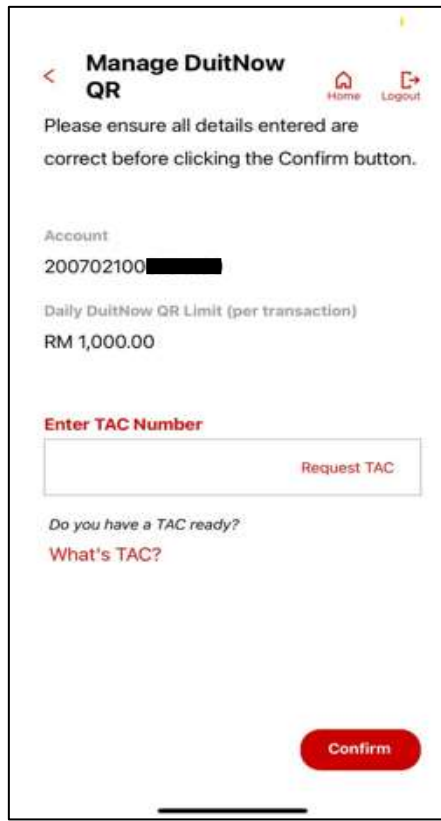 Manage DuitNow
QR
Home Logout
Please ensure all details entered are
correct before clicking the Confirm button.
Account
200702100
Daily DuitNow QR Limit (per transaction)
RM 1,000.00
Enter TAC Number
Request TAC
Do you have a TAC ready?
What's TAC?
Confirm